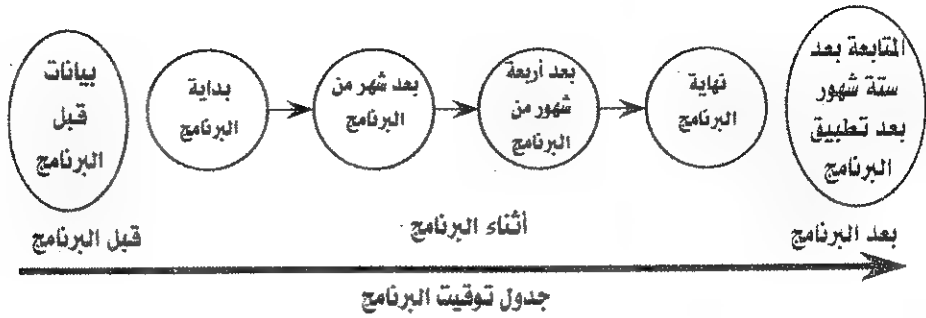 بيانات
قبل
البرنامج
بداية
البرنامج
بعد شهر من
البرنامج
بعد أربعة
شهور من
البرنامج
نهاية
البرنامج
المتابعة بعد
ستة شهور
بعد تطبيق
البرنامج
قبل البرنامج
أثناء البرنامج
بعد البرنامج
جدول توقيت البرنامج